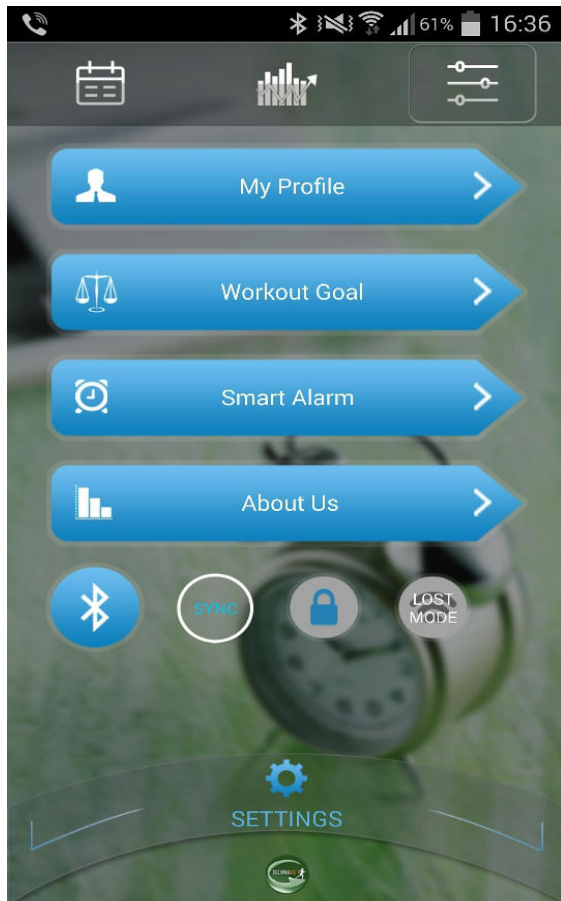 61% 16:36
My Profile
Workout Goal
Smart Alarm
About Us
SYNC
LOST
MODE
SETTINGS